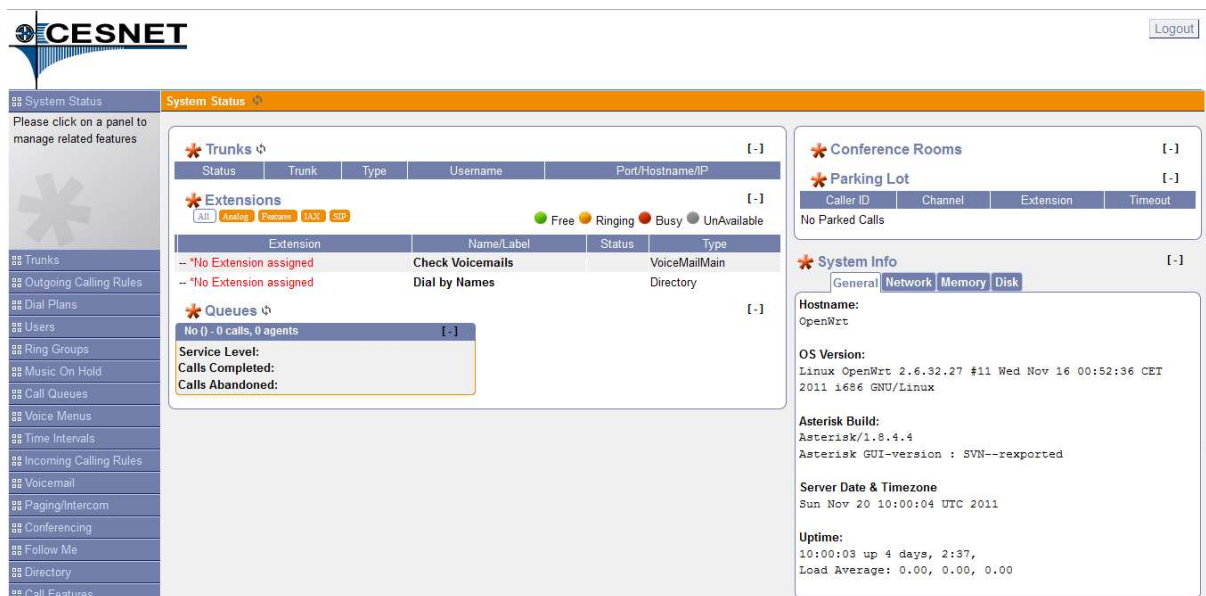 CESNET
Logout
System Status
Please click on a panel to
manage related features
Trunks
Outgoing Calling Rules
Dial Plans
Users
Ring Groups
Music On Hold
Call Queues
Voice Menus
Time Intervals
Incoming Calling Rules
Voicemail
Paging/Intercom
Conferencing
Follow Me
Directory
Call Features
System Status
Trunks [-]
Status Trunk Type Username Port/Hostname/IP
Extensions [-]
All Analog Features IAX SIP
Free Ringing Busy UnAvailable
Extension Name/Label Status Type
-- *No Extension assigned Check Voicemails VoiceMailMain
-- *No Extension assigned Dial by Names Directory
Queues [-]
No () - 0 calls, 0 agents [-]
Service Level:
Calls Completed:
Calls Abandoned:
Conference Rooms [-]
Parking Lot [-]
Caller ID Channel Extension Timeout
No Parked Calls
System Info [-]
General Network Memory Disk
Hostname:
OpenWrt
OS Version:
Linux OpenWrt 2.6.32.27 #11 Wed Nov 16 00:52:36 CET
2011 i686 GNU/Linux
Asterisk Build:
Asterisk/1.8.4.4
Asterisk GUI-version : SVN--rexported
Server Date & Timezone
Sun Nov 20 10:00:04 UTC 2011
Uptime:
10:00:03 up 4 days, 2:37,
Load Average: 0.00, 0.00, 0.00